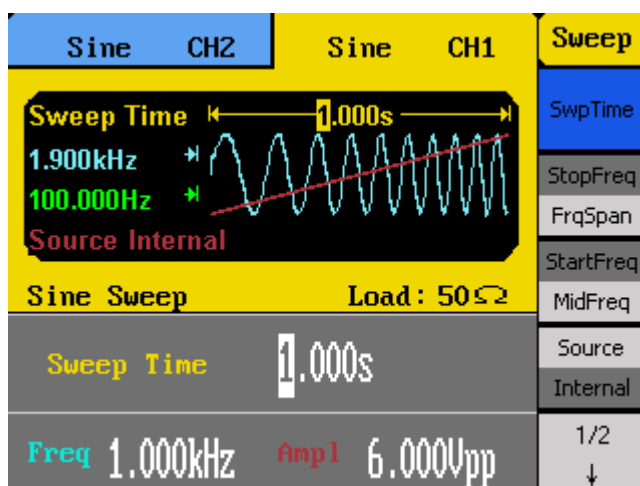 Sine CH2
Sine CH1
Sweep
Sweep Time 1.000s
1.900kHz
100.000Hz
Source Internal
Sine Sweep Load: 50Ω
Sweep Time 1.000s
Freq 1.000kHz Ampl 6.000Vpp
SwpTime
StopFreq
FrqSpan
StartFreq
MidFreq
Source
Internal
1/2
↓